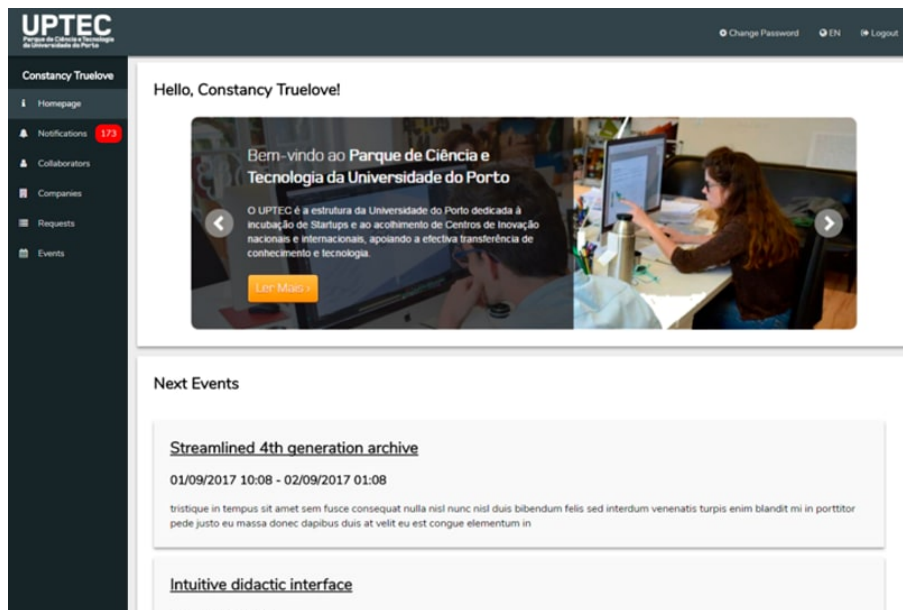 UPTEC
Parque de Ciência e Tecnologia
da Universidade do Porto
Change Password EN Logout
Constancy Truelove
Homepage
Notifications 173
Collaborators
Companies
Requests
Events
Hello, Constancy Truelove!
Bem-vindo ao Parque de Ciência e
Tecnologia da Universidade do Porto
O UPTEC é a estrutura da Universidade do Porto dedicada à
incubação de Startups e ao acolhimento de Centros de Inovação
nacionais e internacionais, apoiando a efectiva transferência de
conhecimento e tecnologia.
Ler Mais ›
Next Events
Streamlined 4th generation archive
01/09/2017 10:08 - 02/09/2017 01:08
tristique in tempus sit amet sem fusce consequat nulla nisl nunc nisl duis bibendum felis sed interdum venenatis turpis enim blandit mi in porttitor
pede justo eu massa donec dapibus duis at velit eu est congue elementum in
Intuitive didactic interface